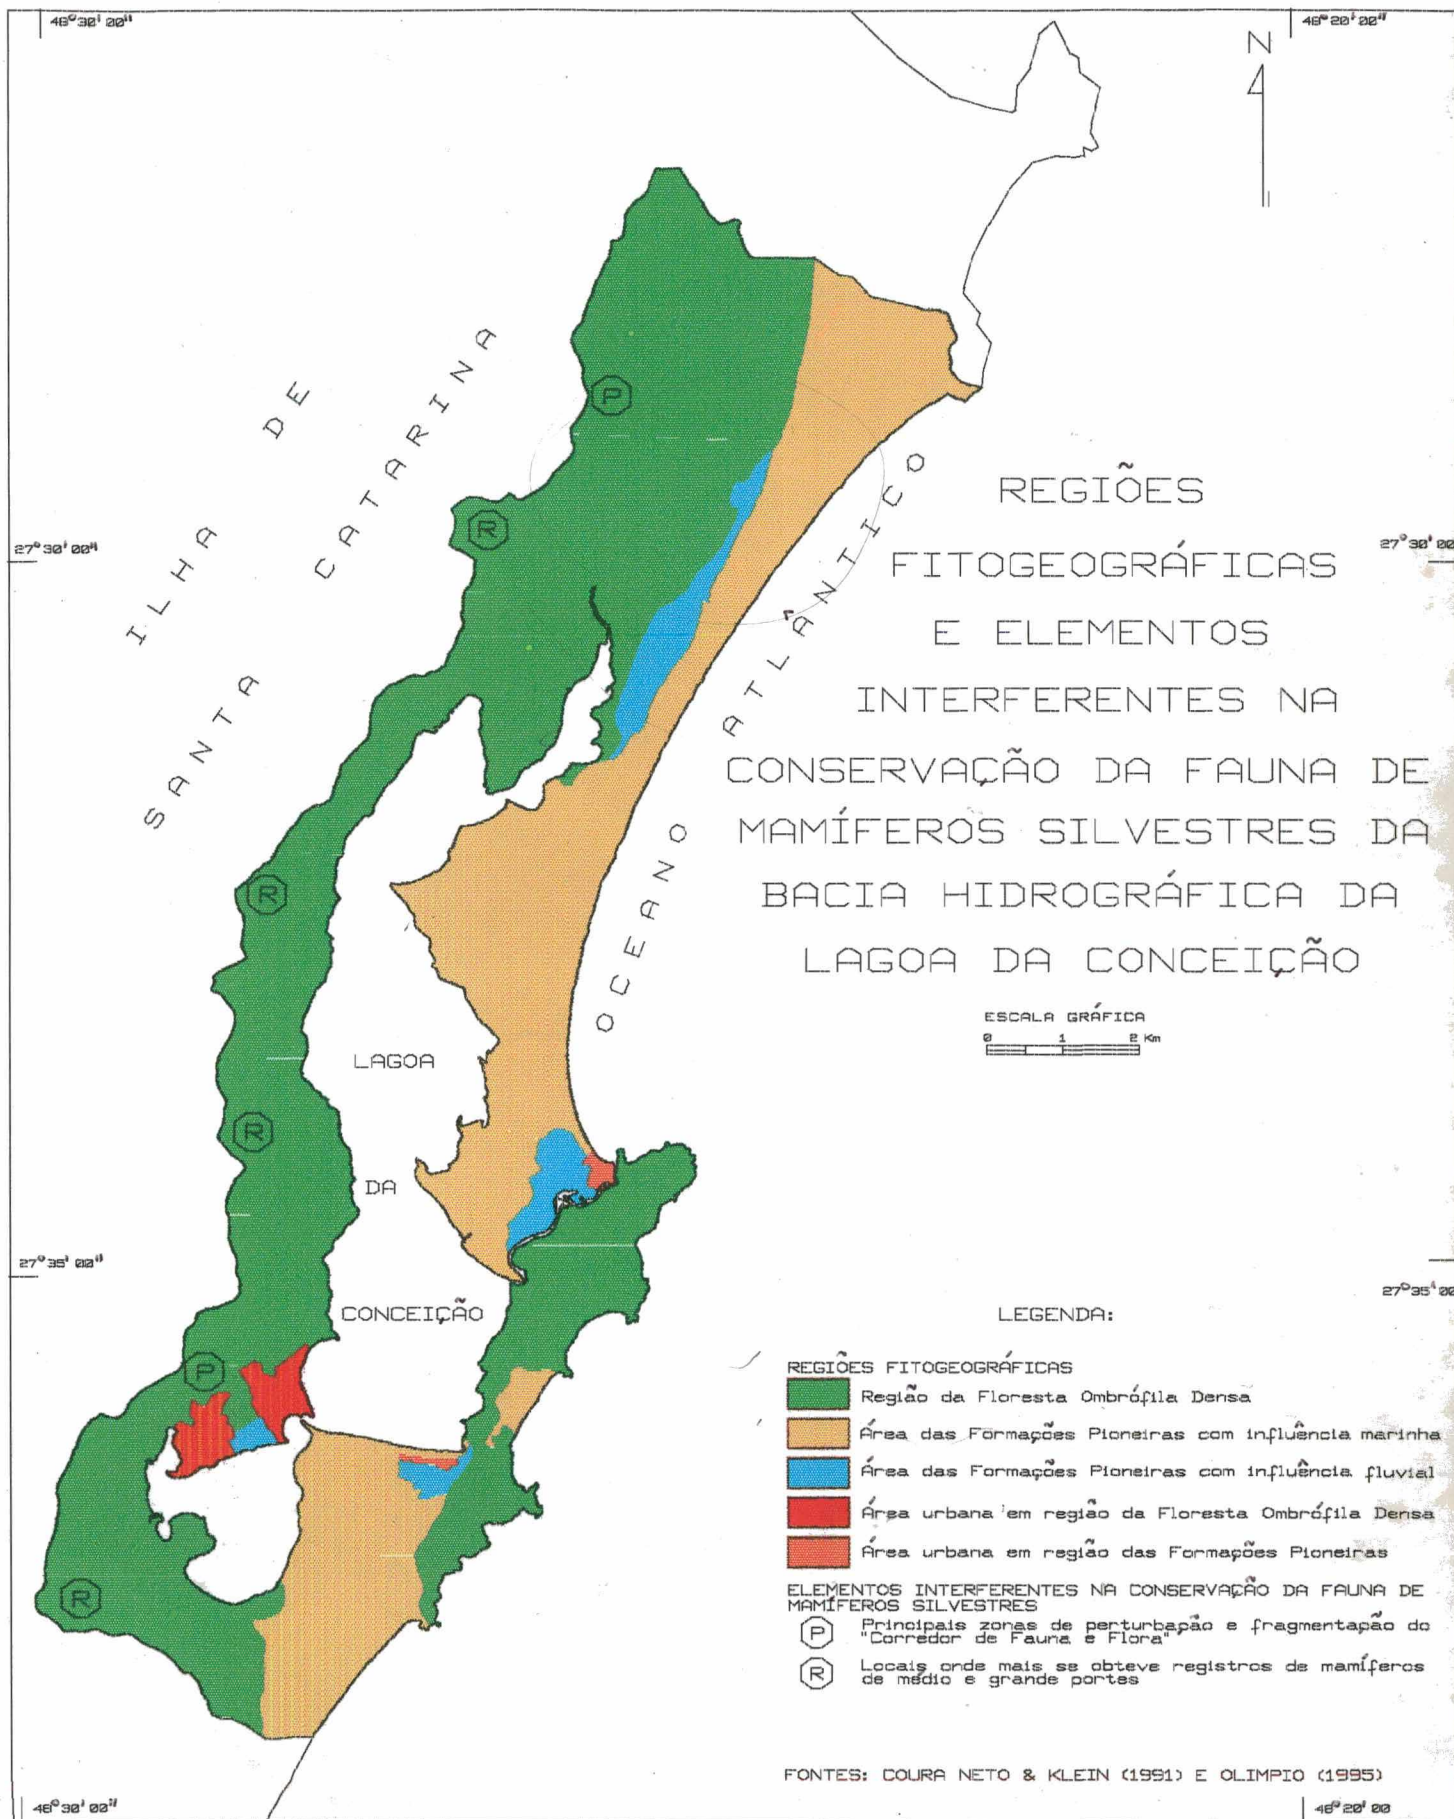 48°30'00" 48°20'00"
N
ILHA DE
SANTA CATARINA
P
R
27°30'00" 27°30'00
OCEANO ATLÂNTICO
REGIÕES
FITOGEOGRÁFICAS
E ELEMENTOS
INTERFERENTES NA
CONSERVAÇÃO DA FAUNA DE
MAMÍFEROS SILVESTRES DA
BACIA HIDROGRÁFICA DA
LAGOA DA CONCEIÇÃO
ESCALA GRÁFICA
0 1 2 Km
R
LAGOA
R
DA
27°35'00" 27°35'00
CONCEIÇÃO
P
R
LEGENDA:
REGIÕES FITOGEOGRÁFICAS
Região da Floresta Ombrófila Densa
Área das Formações Pioneiras com influência marinha
Área das Formações Pioneiras com influência fluvial
Área urbana em região da Floresta Ombrófila Densa
Área urbana em região das Formações Pioneiras
ELEMENTOS INTERFERENTES NA CONSERVAÇÃO DA FAUNA DE
MAMÍFEROS SILVESTRES
P Principais zonas de perturbação e fragmentação do
"Corredor de Fauna e Flora"
R Locais onde mais se obteve registros de mamíferos
de médio e grande portes
FONTES: COURA NETO & KLEIN (1991) E OLIMPIO (1995)
48°30'00" 48°20'00